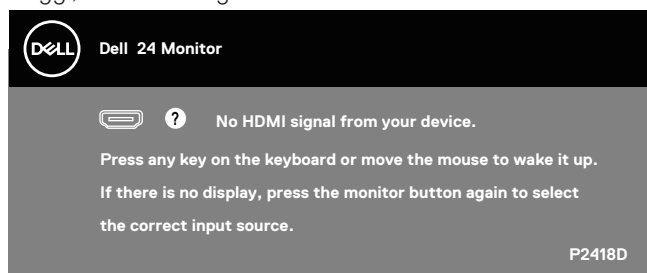 DELL
Dell 24 Monitor
? No HDMI signal from your device.
Press any key on the keyboard or move the mouse to wake it up.
If there is no display, press the monitor button again to select
the correct input source.
P2418D